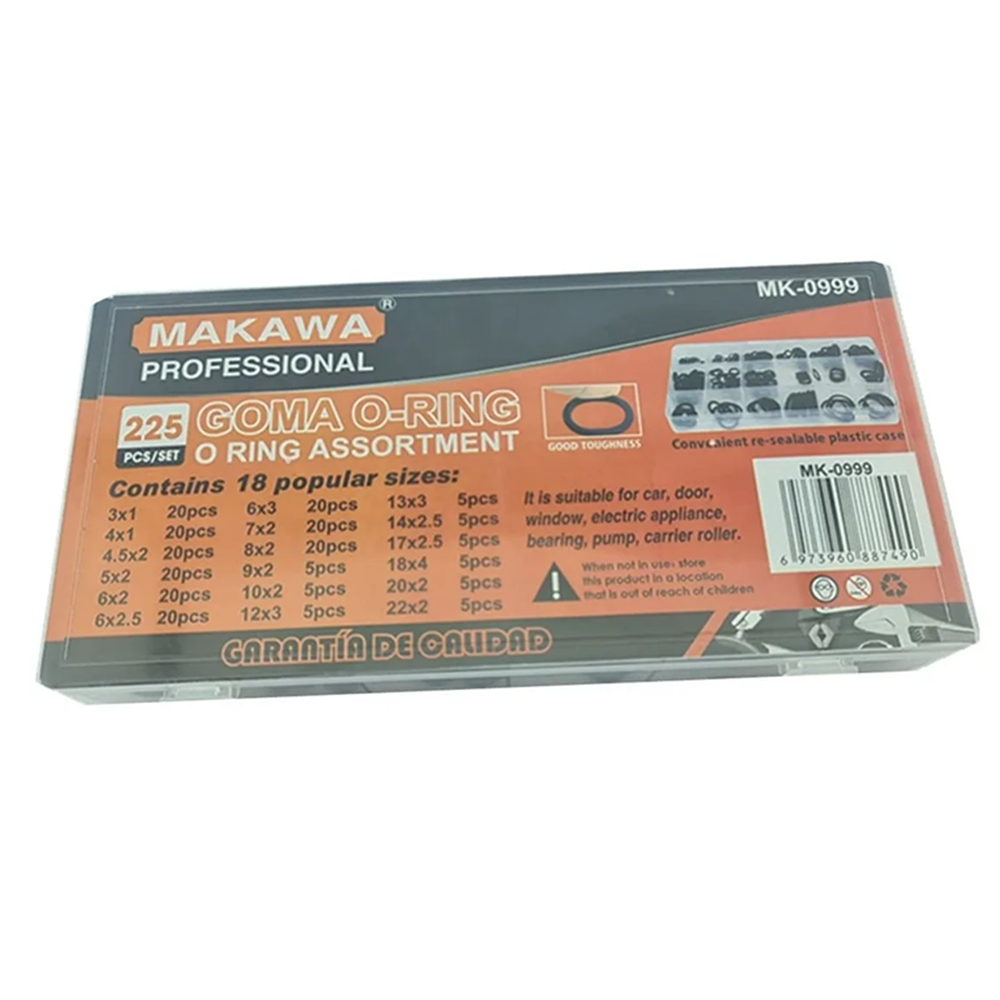 MK-0999
MAKAWA®
PROFESSIONAL
225
PCS/SET
GOMA O-RING
O RING ASSORTMENT
GOOD TOUGHNESS
Convenient re-sealable plastic case
Contains 18 popular sizes:
3x1 20pcs 6x3 20pcs 13x3 5pcs
4x1 20pcs 7x2 20pcs 14x2.5 5pcs
4.5x2 20pcs 8x2 20pcs 17x2.5 5pcs
5x2 20pcs 9x2 5pcs 18x4 5pcs
6x2 20pcs 10x2 5pcs 20x2 5pcs
6x2.5 20pcs 12x3 5pcs 22x2 5pcs
It is suitable for car, door,
window, electric appliance,
bearing, pump, carrier roller.
When not in use, store
this product in a location
that is out of reach of children
MK-0999
6 973960 887490
GARANTÍA DE CALIDAD